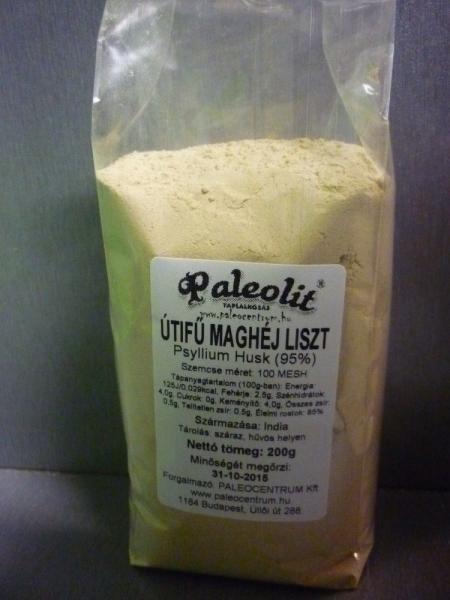 Paleolit®
TÁPLÁLKOZÁS
www.paleocentrum.hu
ÚTIFŰ MAGHÉJ LISZT
Psyllium Husk (95%)
Szemcse méret: 100 MESH
Tápanyagtartalom (100g-ban): Energia:
125J/0,029kcal, Fehérje: 2,5g, Szénhidrátok:
4,0g, Cukrok: 0g, Keményítő: 4,0g, Összes zsír:
0,5g, Telítetlen zsír: 0,5g, Élelmi rostok: 85%
Származása: India
Tárolás: száraz, hűvös helyen
Nettó tömeg: 200g
Minőségét megőrzi:
31-10-2015
Forgalmazó: PALEOCENTRUM Kft
www.paleocentrum.hu
1184 Budapest, Üllői út 288.